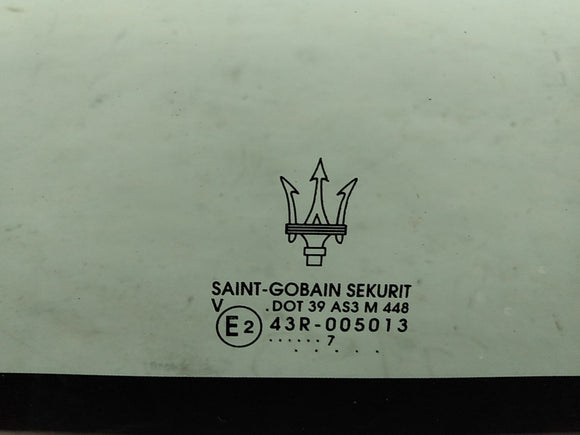 SAINT-GOBAIN SEKURIT
V .DOT 39 AS3 M 448
E2 43R-005013
...... 7
. . . . .